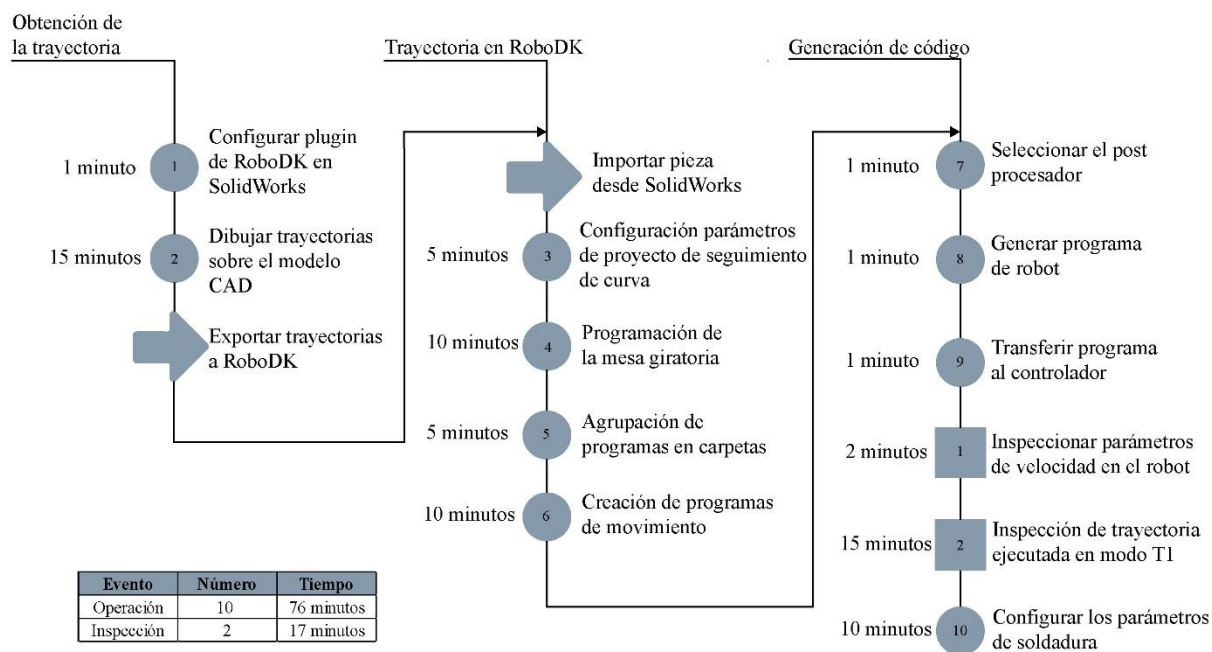 Obtención de
la trayectoria
1 minuto
1
Configurar plugin
de RoboDK en
SolidWorks
15 minutos
2
Dibujar trayectorias
sobre el modelo
CAD
Exportar trayectorias
a RoboDK
Trayectoria en RoboDK
Importar pieza
desde SolidWorks
5 minutos
3
Configuración parámetros
de proyecto de seguimiento
de curva
10 minutos
4
Programación de
la mesa giratoria
5 minutos
5
Agrupación de
programas en carpetas
10 minutos
6
Creación de programas
de movimiento
Generación de código
1 minuto
7
Seleccionar el post
procesador
1 minuto
8
Generar programa
de robot
1 minuto
9
Transferir programa
al controlador
2 minutos
1
Inspeccionar parámetros
de velocidad en el robot
15 minutos
2
Inspección de trayectoria
ejecutada en modo T1
10 minutos
10
Configurar los parámetros
de soldadura
Evento Número Tiempo
Operación 10 76 minutos
Inspección 2 17 minutos